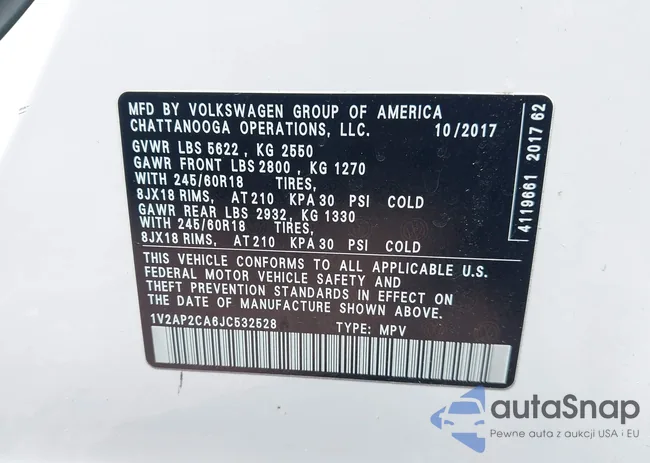 MFD BY VOLKSWAGEN GROUP OF AMERICA
CHATTANOOGA OPERATIONS, LLC. 10/2017
GVWR LBS 5622 , KG 2550
GAWR FRONT LBS 2800 , KG 1270
WITH 245/60R18 TIRES,
8JX18 RIMS, AT 210 KPA 30 PSI COLD
GAWR REAR LBS 2932, KG 1330
WITH 245/60R18 TIRES,
8JX18 RIMS, AT 210 KPA 30 PSI COLD
THIS VEHICLE CONFORMS TO ALL APPLICABLE U.S.
FEDERAL MOTOR VEHICLE SAFETY AND
THEFT PREVENTION STANDARDS IN EFFECT ON THE
DATE OF MANUFACTURE SHOWN ABOVE.
1V2AP2CA6JC532528 TYPE: MPV
4119661 2017 62
autaSnap
Pewne auta z aukcji USA i EU